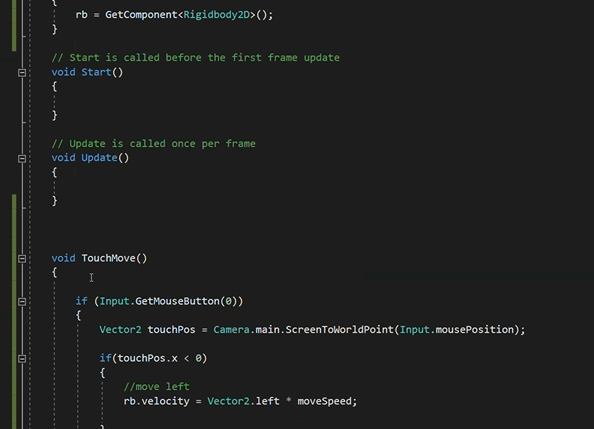 {
rb = GetComponent<Rigidbody2D>();
}
// Start is called before the first frame update
void Start()
{
}
// Update is called once per frame
void Update()
{
}
void TouchMove()
{
if (Input.GetMouseButton(0))
{
Vector2 touchPos = Camera.main.ScreenToWorldPoint(Input.mousePosition);
if(touchPos.x < 0)
{
//move left
rb.velocity = Vector2.left * moveSpeed;
}